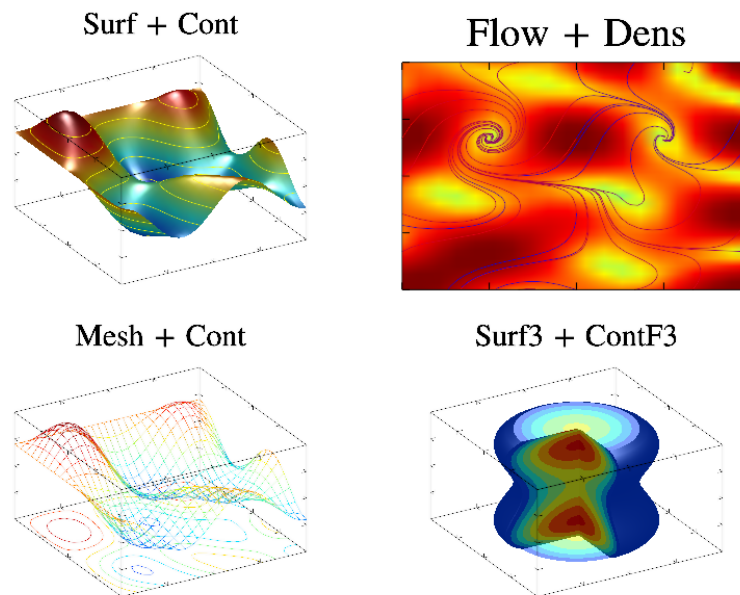 Surf + Cont
Flow + Dens
Mesh + Cont
Surf3 + ContF3